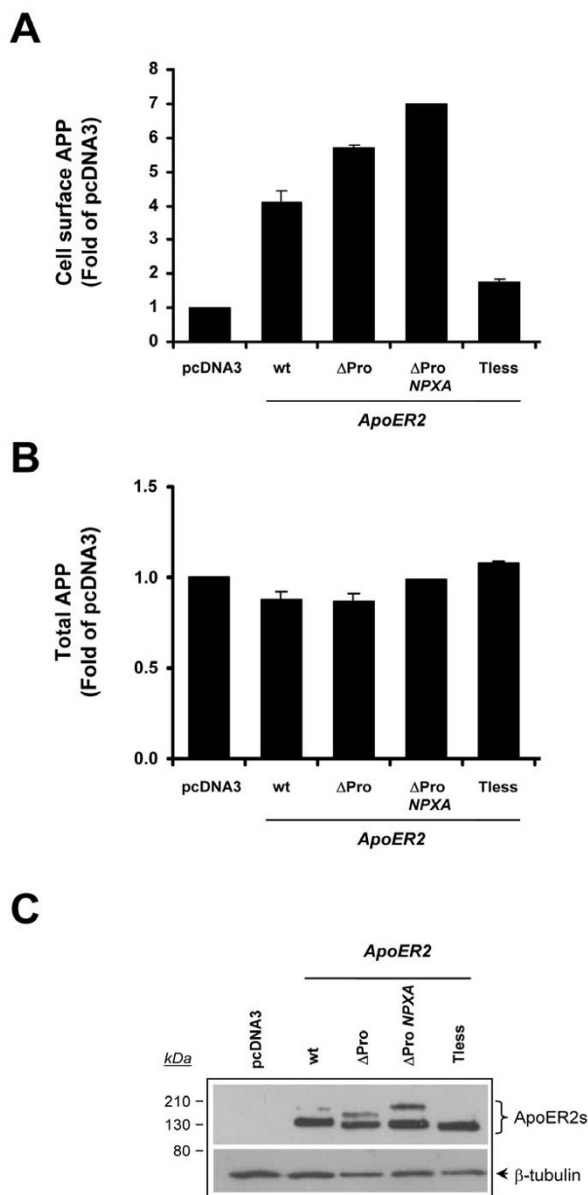 A
Cell surface APP
(Fold of pcDNA3)
8
7
6
5
4
3
2
1
0
pcDNA3 wt ΔPro ΔPro Tless
NPXA
ApoER2
B
Total APP
(Fold of pcDNA3)
1.5
1.0
0.5
0.0
pcDNA3 wt ΔPro ΔPro Tless
NPXA
ApoER2
C
ApoER2
kDa pcDNA3 wt ΔPro ΔPro NPXA Tless
210
130 ApoER2s
80
β-tubulin